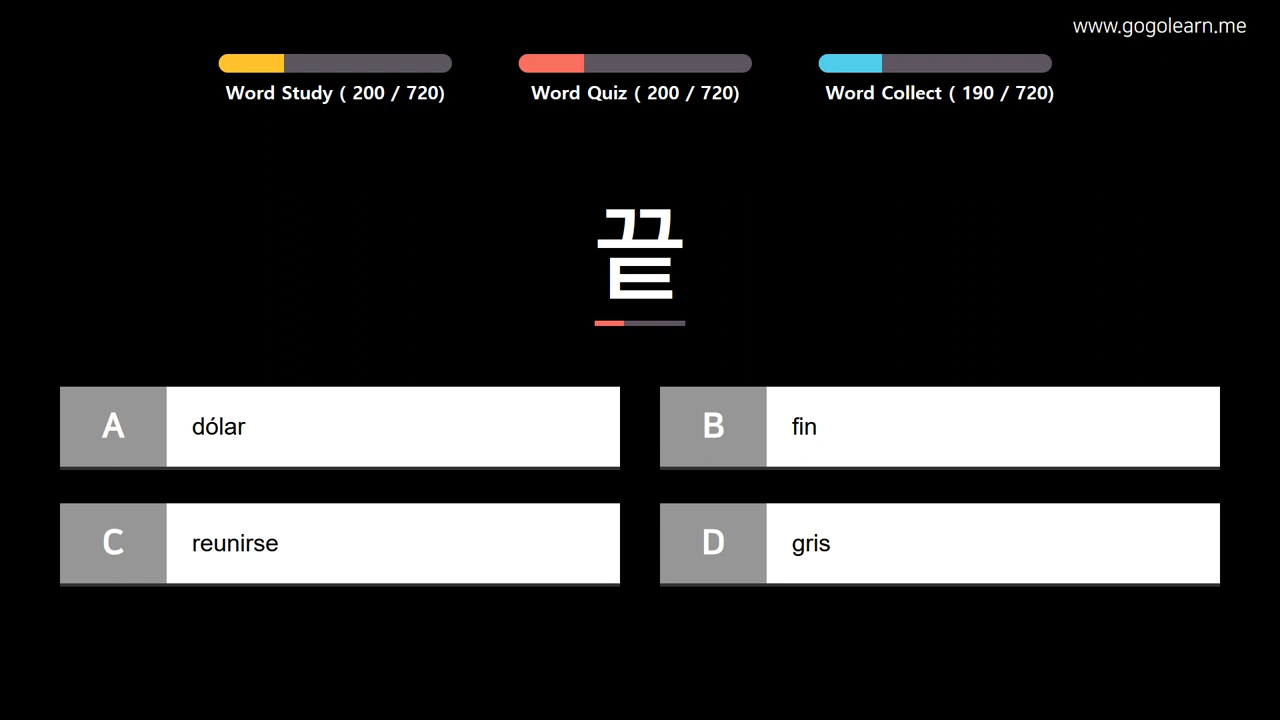 www.gogolearn.me
Word Study ( 200 / 720)
Word Quiz ( 200 / 720)
Word Collect ( 190 / 720)
끝
A
dólar
B
fin
C
reunirse
D
gris